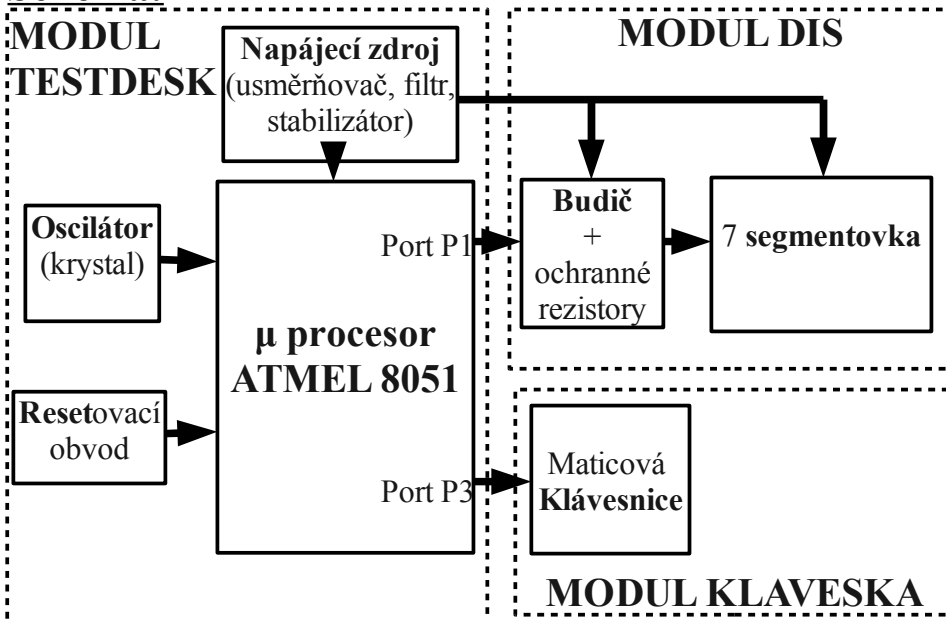 MODUL
TESTDESK
Napájecí zdroj
(usměrňovač, filtr,
stabilizátor)
MODUL DIS
Oscilátor
(krystal)
Port P1
Budič
+
ochranné
rezistory
7 segmentovka
µ procesor
ATMEL 8051
Resetovací
obvod
Port P3
Maticová
Klávesnice
MODUL KLAVESKA